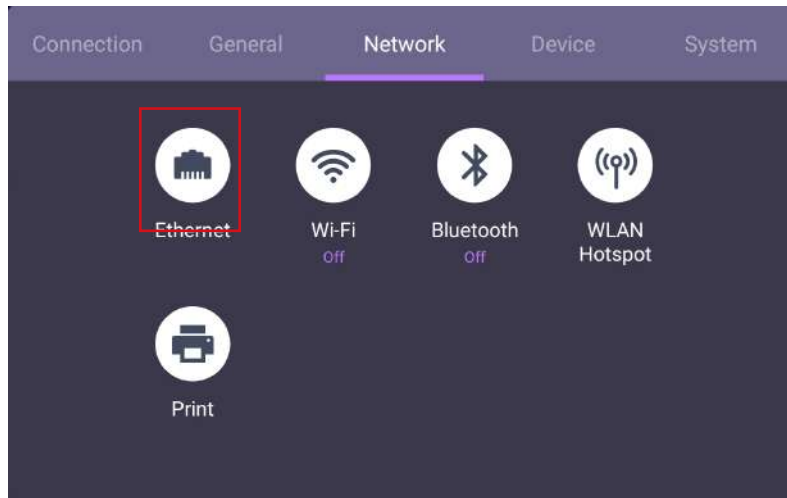 Connection General Network Device System
Ethernet Wi-Fi Bluetooth WLAN
Off Off Hotspot
Print